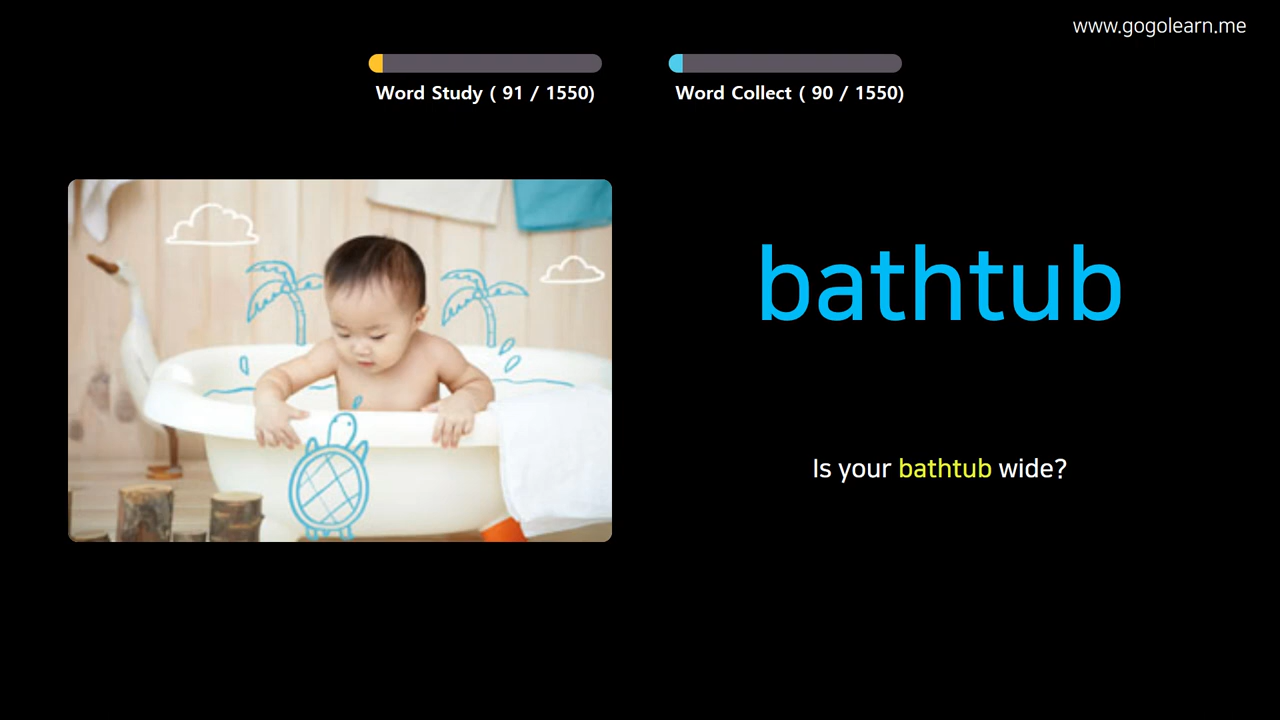 www.gogolearn.me
Word Study ( 91 / 1550)
Word Collect ( 90 / 1550)
bathtub
Is your bathtub wide?